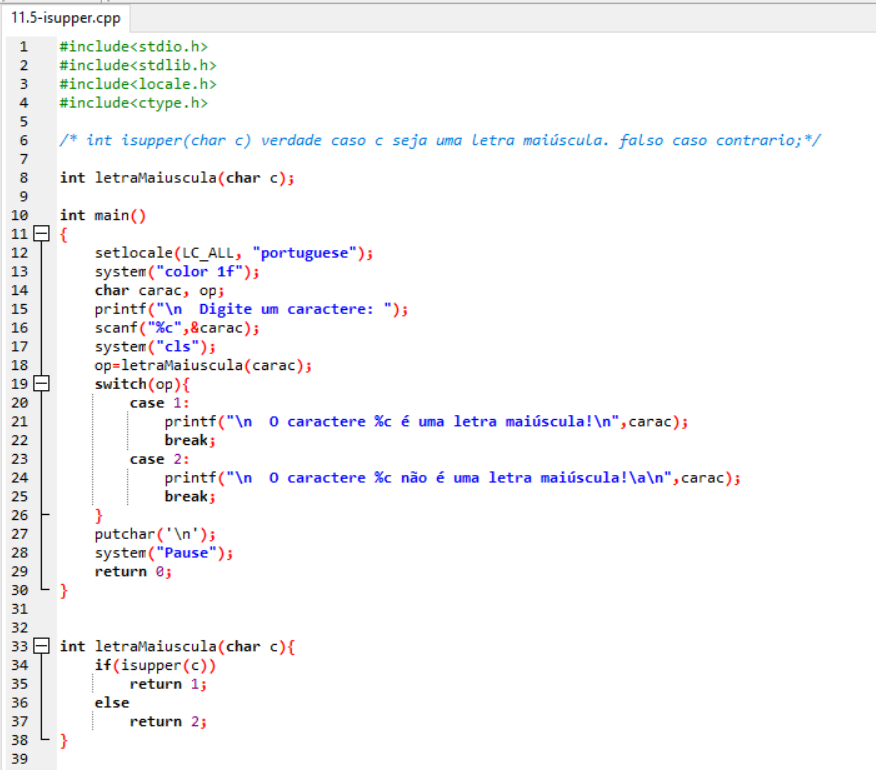 11.5-isupper.cpp
1 #include<stdio.h>
2 #include<stdlib.h>
3 #include<locale.h>
4 #include<ctype.h>
5
6 /* int isupper(char c) verdade caso c seja uma letra maiúscula. falso caso contrario;*/
7
8 int letraMaiuscula(char c);
9
10 int main()
11 {
12 setlocale(LC_ALL, "portuguese");
13 system("color 1f");
14 char carac, op;
15 printf("\n  Digite um caractere: ");
16 scanf("%c",&carac);
17 system("cls");
18 op=letraMaiuscula(carac);
19 switch(op){
20 case 1:
21 printf("\n  O caractere %c é uma letra maiúscula!\n",carac);
22 break;
23 case 2:
24 printf("\n  O caractere %c não é uma letra maiúscula!\a\n",carac);
25 break;
26 }
27 putchar('\n');
28 system("Pause");
29 return 0;
30 }
31
32
33 int letraMaiuscula(char c){
34 if(isupper(c))
35 return 1;
36 else
37 return 2;
38 }
39